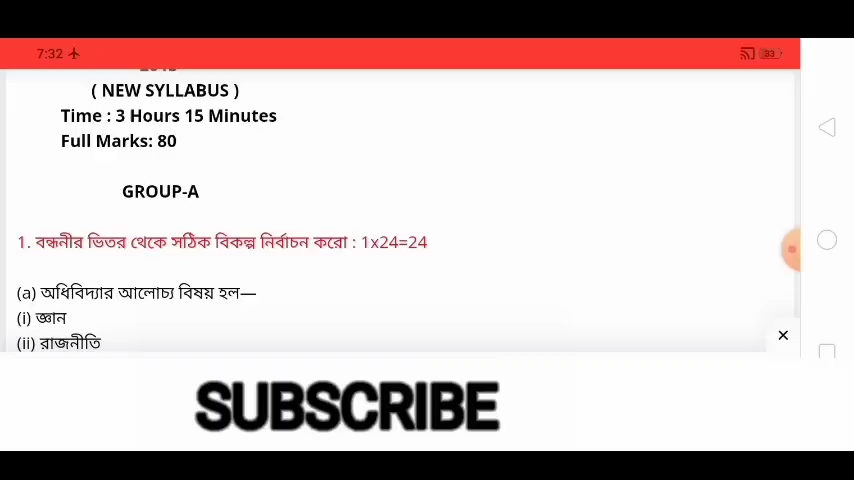 7:32
33
( NEW SYLLABUS )
Time : 3 Hours 15 Minutes
Full Marks: 80
GROUP-A
1. বন্ধনীর ভিতর থেকে সঠিক বিকল্প নির্বাচন করো : 1x24=24
(a) অধিবিদ্যার আলোচ্য বিষয় হল—
(i) জ্ঞান
(ii) রাজনীতি
SUBSCRIBE